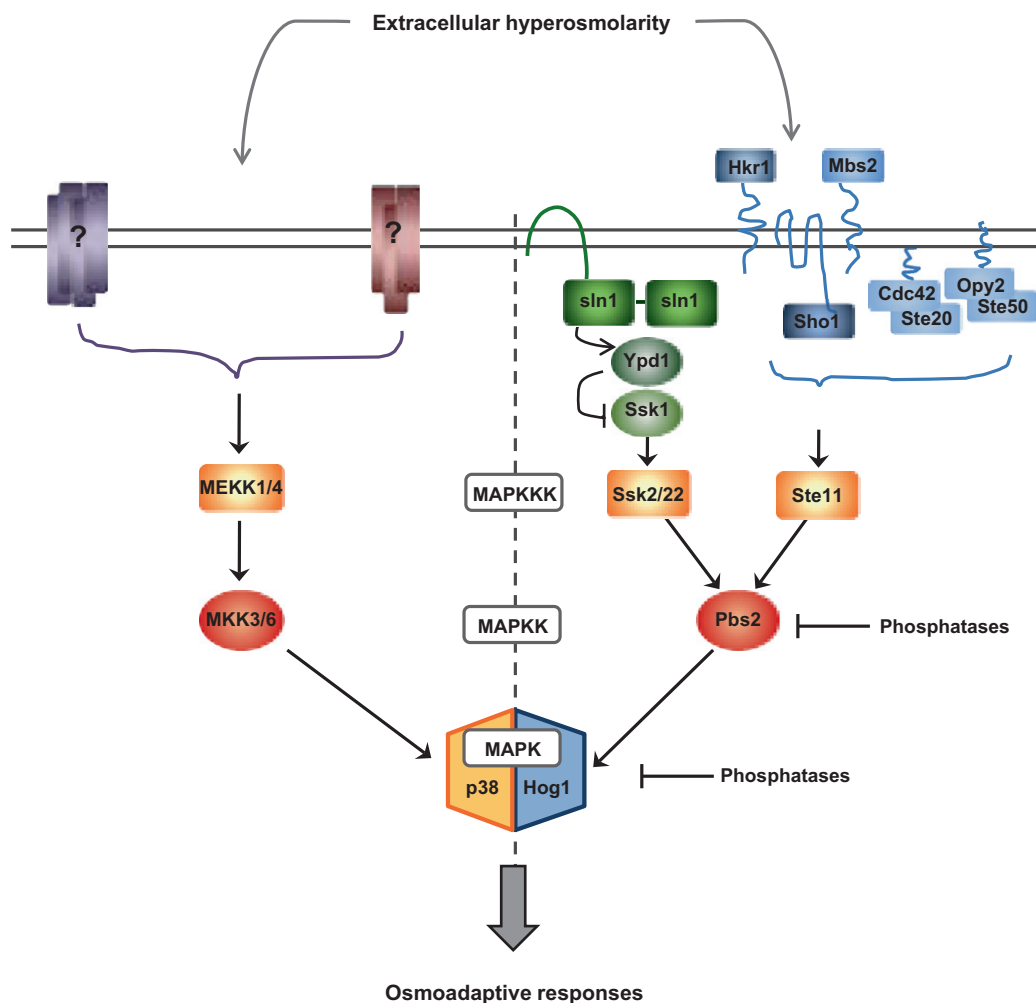 Extracellular hyperosmolarity
Hkr1
Mbs2
?
?
sln1
sln1
Cdc42
Ste20
Opy2
Ste50
Sho1
Ypd1
Ssk1
MEKK1/4
MAPKKK
Ssk2/22
Ste11
MKK3/6
MAPKK
Pbs2
Phosphatases
MAPK
p38
Hog1
Phosphatases
Osmoadaptive responses